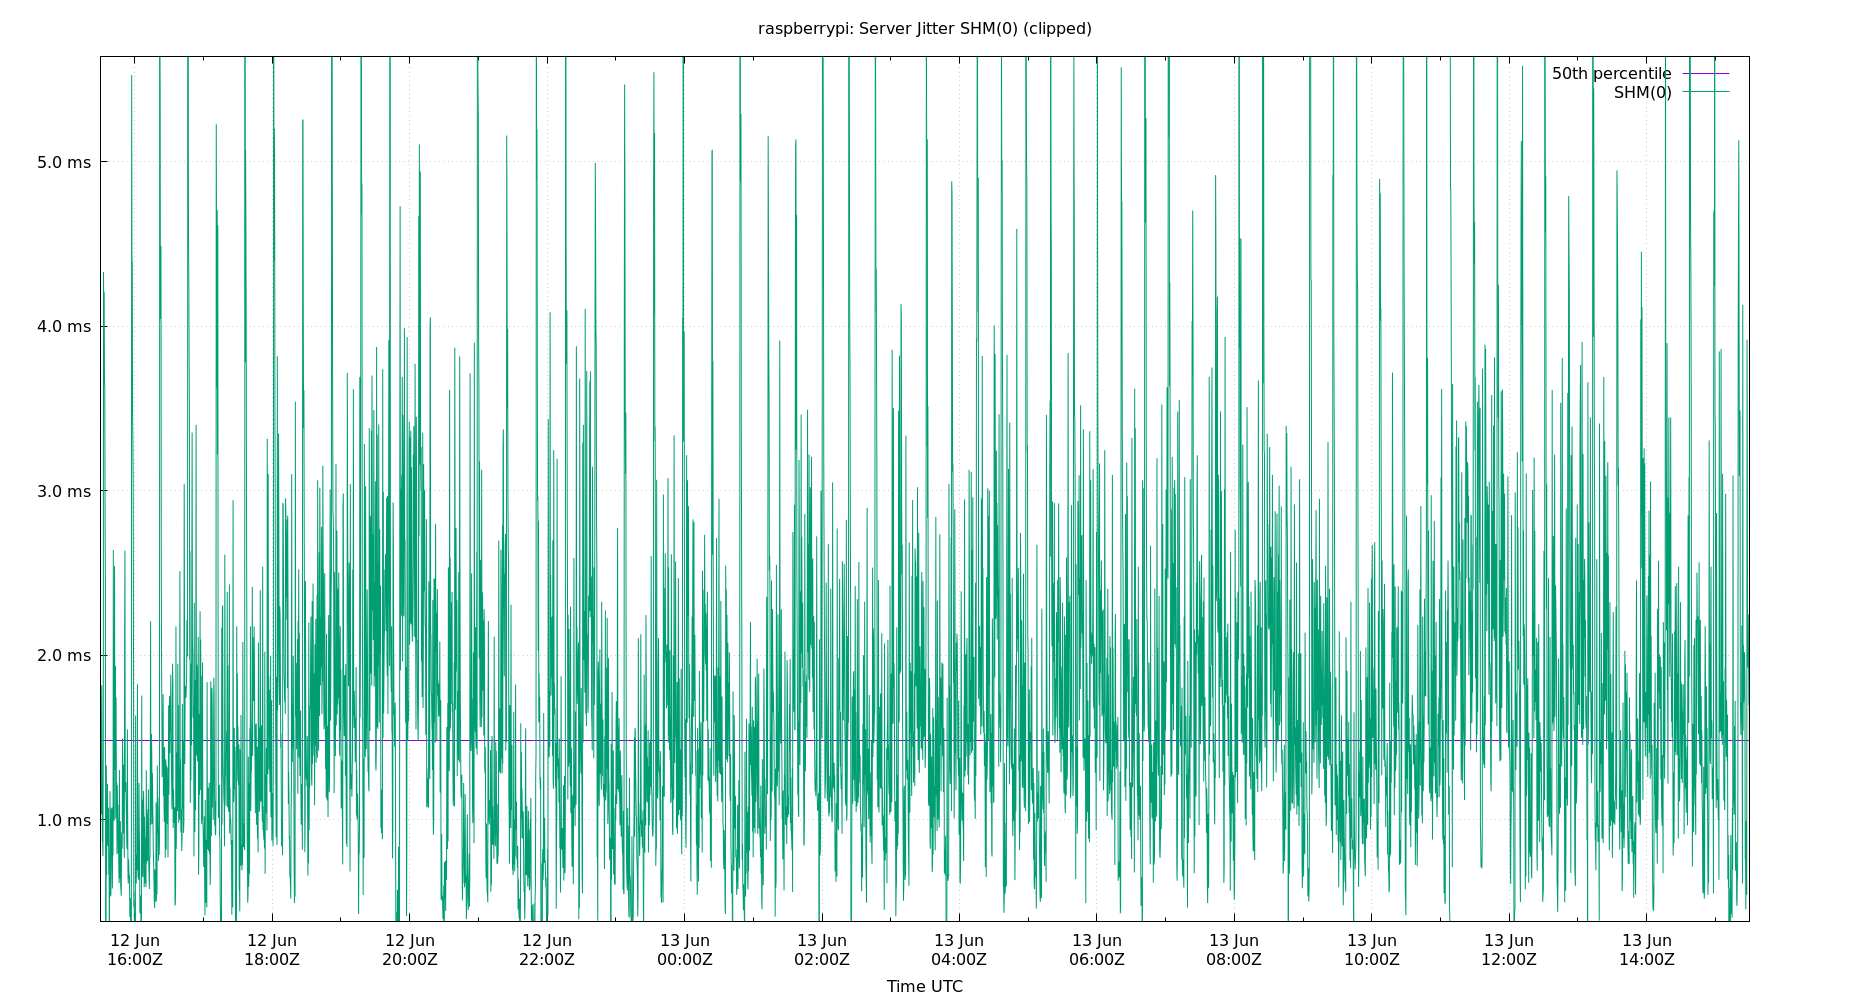 raspberrypi: Server Jitter SHM(0) (clipped)
50th percentile
SHM(0)
5.0 ms
4.0 ms
3.0 ms
2.0 ms
1.0 ms
12 Jun 12 Jun 12 Jun 12 Jun 13 Jun 13 Jun 13 Jun 13 Jun 13 Jun 13 Jun 13 Jun 13 Jun
16:00Z 18:00Z 20:00Z 22:00Z 00:00Z 02:00Z 04:00Z 06:00Z 08:00Z 10:00Z 12:00Z 14:00Z
Time UTC